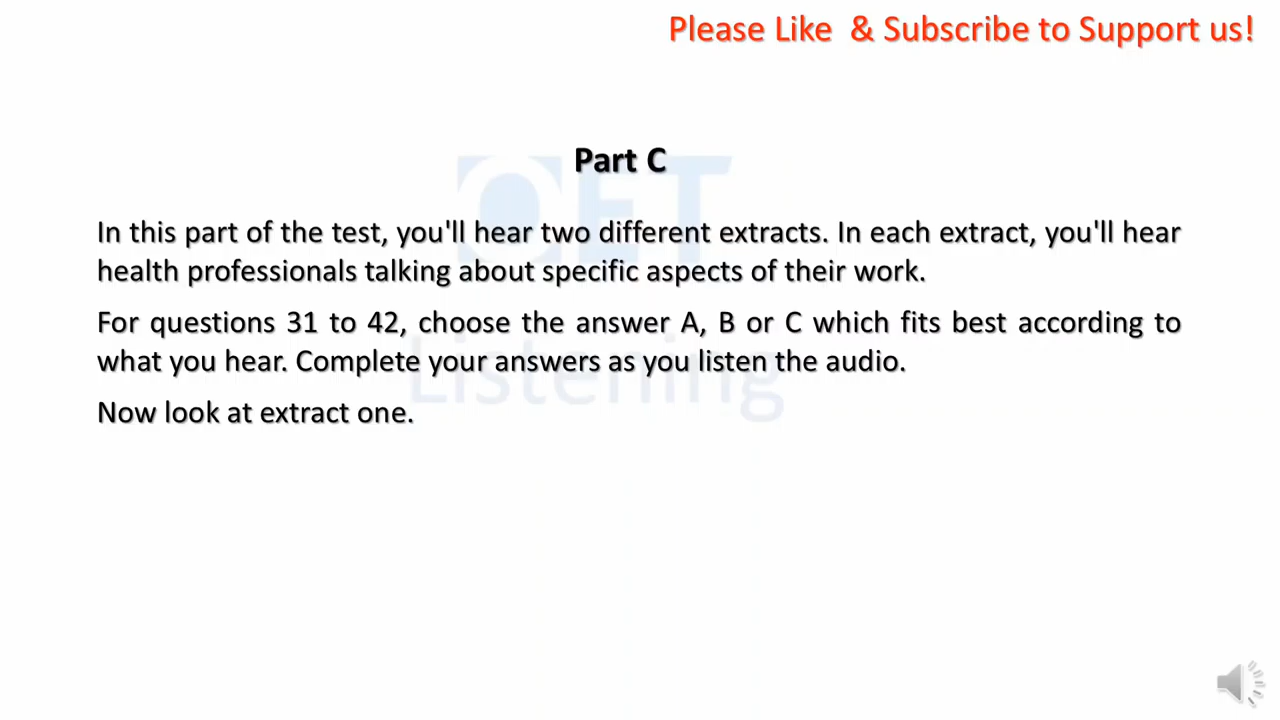 Please Like & Subscribe to Support us!
Part C
OET
In this part of the test, you'll hear two different extracts. In each extract, you'll hear
health professionals talking about specific aspects of their work.
For questions 31 to 42, choose the answer A, B or C which fits best according to
what you hear. Complete your answers as you listen the audio.
Listening
Now look at extract one.